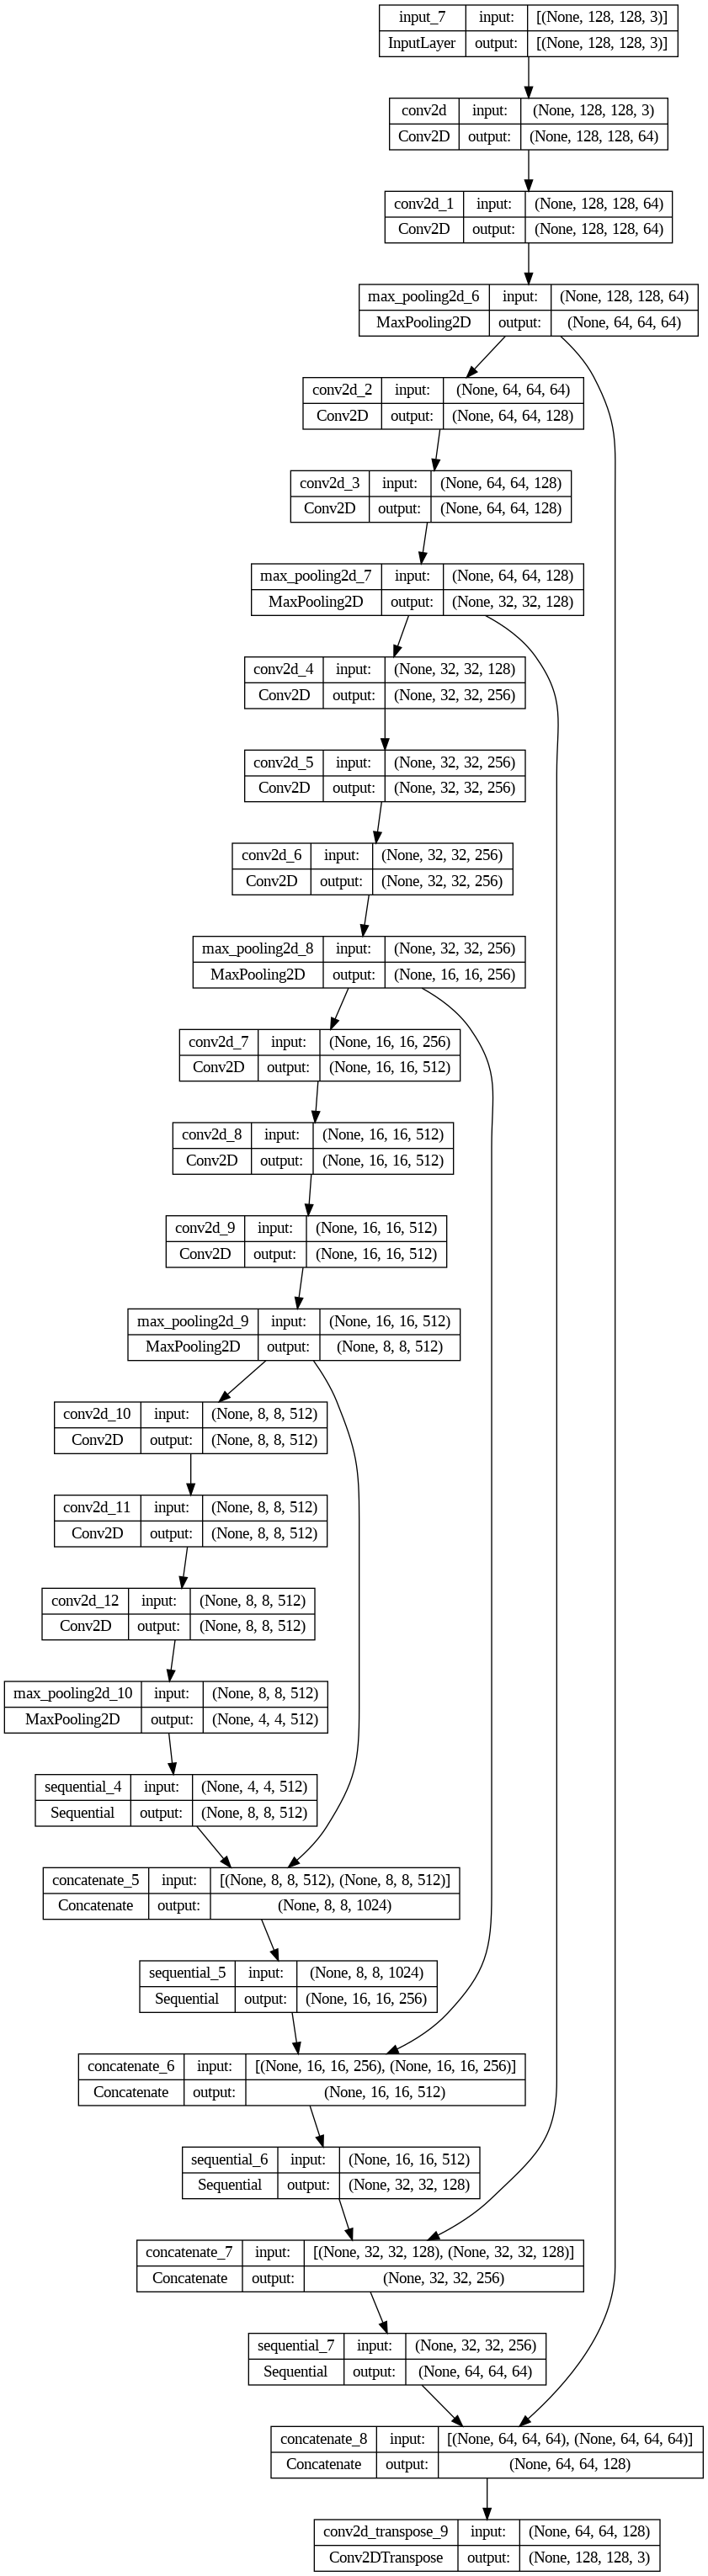 input_7 input: [(None, 128, 128, 3)]
InputLayer output: [(None, 128, 128, 3)]
conv2d input: (None, 128, 128, 3)
Conv2D output: (None, 128, 128, 64)
conv2d_1 input: (None, 128, 128, 64)
Conv2D output: (None, 128, 128, 64)
max_pooling2d_6 input: (None, 128, 128, 64)
MaxPooling2D output: (None, 64, 64, 64)
conv2d_2 input: (None, 64, 64, 64)
Conv2D output: (None, 64, 64, 128)
conv2d_3 input: (None, 64, 64, 128)
Conv2D output: (None, 64, 64, 128)
max_pooling2d_7 input: (None, 64, 64, 128)
MaxPooling2D output: (None, 32, 32, 128)
conv2d_4 input: (None, 32, 32, 128)
Conv2D output: (None, 32, 32, 256)
conv2d_5 input: (None, 32, 32, 256)
Conv2D output: (None, 32, 32, 256)
conv2d_6 input: (None, 32, 32, 256)
Conv2D output: (None, 32, 32, 256)
max_pooling2d_8 input: (None, 32, 32, 256)
MaxPooling2D output: (None, 16, 16, 256)
conv2d_7 input: (None, 16, 16, 256)
Conv2D output: (None, 16, 16, 512)
conv2d_8 input: (None, 16, 16, 512)
Conv2D output: (None, 16, 16, 512)
conv2d_9 input: (None, 16, 16, 512)
Conv2D output: (None, 16, 16, 512)
max_pooling2d_9 input: (None, 16, 16, 512)
MaxPooling2D output: (None, 8, 8, 512)
conv2d_10 input: (None, 8, 8, 512)
Conv2D output: (None, 8, 8, 512)
conv2d_11 input: (None, 8, 8, 512)
Conv2D output: (None, 8, 8, 512)
conv2d_12 input: (None, 8, 8, 512)
Conv2D output: (None, 8, 8, 512)
max_pooling2d_10 input: (None, 8, 8, 512)
MaxPooling2D output: (None, 4, 4, 512)
sequential_4 input: (None, 4, 4, 512)
Sequential output: (None, 8, 8, 512)
concatenate_5 input: [(None, 8, 8, 512), (None, 8, 8, 512)]
Concatenate output: (None, 8, 8, 1024)
sequential_5 input: (None, 8, 8, 1024)
Sequential output: (None, 16, 16, 256)
concatenate_6 input: [(None, 16, 16, 256), (None, 16, 16, 256)]
Concatenate output: (None, 16, 16, 512)
sequential_6 input: (None, 16, 16, 512)
Sequential output: (None, 32, 32, 128)
concatenate_7 input: [(None, 32, 32, 128), (None, 32, 32, 128)]
Concatenate output: (None, 32, 32, 256)
sequential_7 input: (None, 32, 32, 256)
Sequential output: (None, 64, 64, 64)
concatenate_8 input: [(None, 64, 64, 64), (None, 64, 64, 64)]
Concatenate output: (None, 64, 64, 128)
conv2d_transpose_9 input: (None, 64, 64, 128)
Conv2DTranspose output: (None, 128, 128, 3)